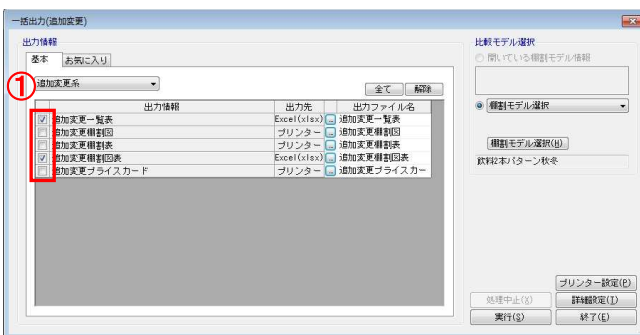 一括出力(追加変更)
出力情報
基本 お気に入り
①
追加変更系
全て 解除
出力情報 出力先 出力ファイル名
追加変更一覧表 Excel(xlsx) 追加変更一覧表
追加変更棚割図 プリンター 追加変更棚割図
追加変更棚割表 プリンター 追加変更棚割表
追加変更棚割図表 Excel(xlsx) 追加変更棚割図表
追加変更プライスカード プリンター 追加変更プライスカー
比較モデル選択
開いている棚割モデル情報
棚割モデル選択
棚割モデル選択(H)
飲料2本パターン秋冬
プリンター設定(P)
処理中止(X) 詳細設定(I)
実行(S) 終了(E)